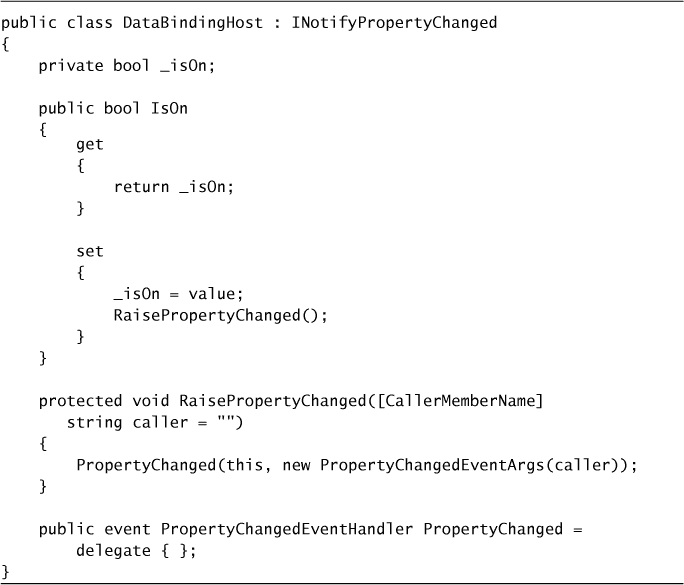 public class DataBindingHost : INotifyPropertyChanged
{
    private bool _isOn;

    public bool IsOn
    {
        get
        {
            return _isOn;
        }

        set
        {
            _isOn = value;
            RaisePropertyChanged();
        }
    }

    protected void RaisePropertyChanged([CallerMemberName]
       string caller = "")
    {
        PropertyChanged(this, new PropertyChangedEventArgs(caller));
    }

    public event PropertyChangedEventHandler PropertyChanged =
        delegate { };
}